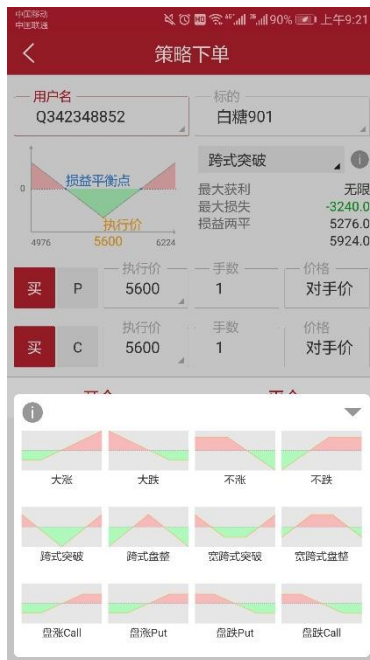 中国移动
中国联通
HD 90% 上午9:21
策略下单
用户名 标的
Q342348852 白糖901
跨式突破
0 损益平衡点
最大获利 无限
最大损失 -3240.0
损益两平 5276.0
5924.0
执行价
4976 5600 6224
执行价 手数 价格
买 P 5600 1 对手价
执行价 手数 价格
买 C 5600 1 对手价
大涨 大跌 不涨 不跌
跨式突破 跨式盘整 宽跨式突破 宽跨式盘整
盘涨Call 盘涨Put 盘跌Put 盘跌Call